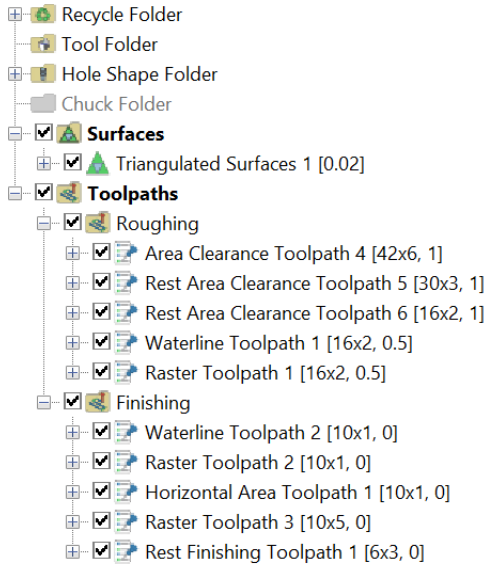 Recycle Folder
Tool Folder
Hole Shape Folder
Chuck Folder
Surfaces
Triangulated Surfaces 1 [0.02]
Toolpaths
Roughing
Area Clearance Toolpath 4 [42x6, 1]
Rest Area Clearance Toolpath 5 [30x3, 1]
Rest Area Clearance Toolpath 6 [16x2, 1]
Waterline Toolpath 1 [16x2, 0.5]
Raster Toolpath 1 [16x2, 0.5]
Finishing
Waterline Toolpath 2 [10x1, 0]
Raster Toolpath 2 [10x1, 0]
Horizontal Area Toolpath 1 [10x1, 0]
Raster Toolpath 3 [10x5, 0]
Rest Finishing Toolpath 1 [6x3, 0]